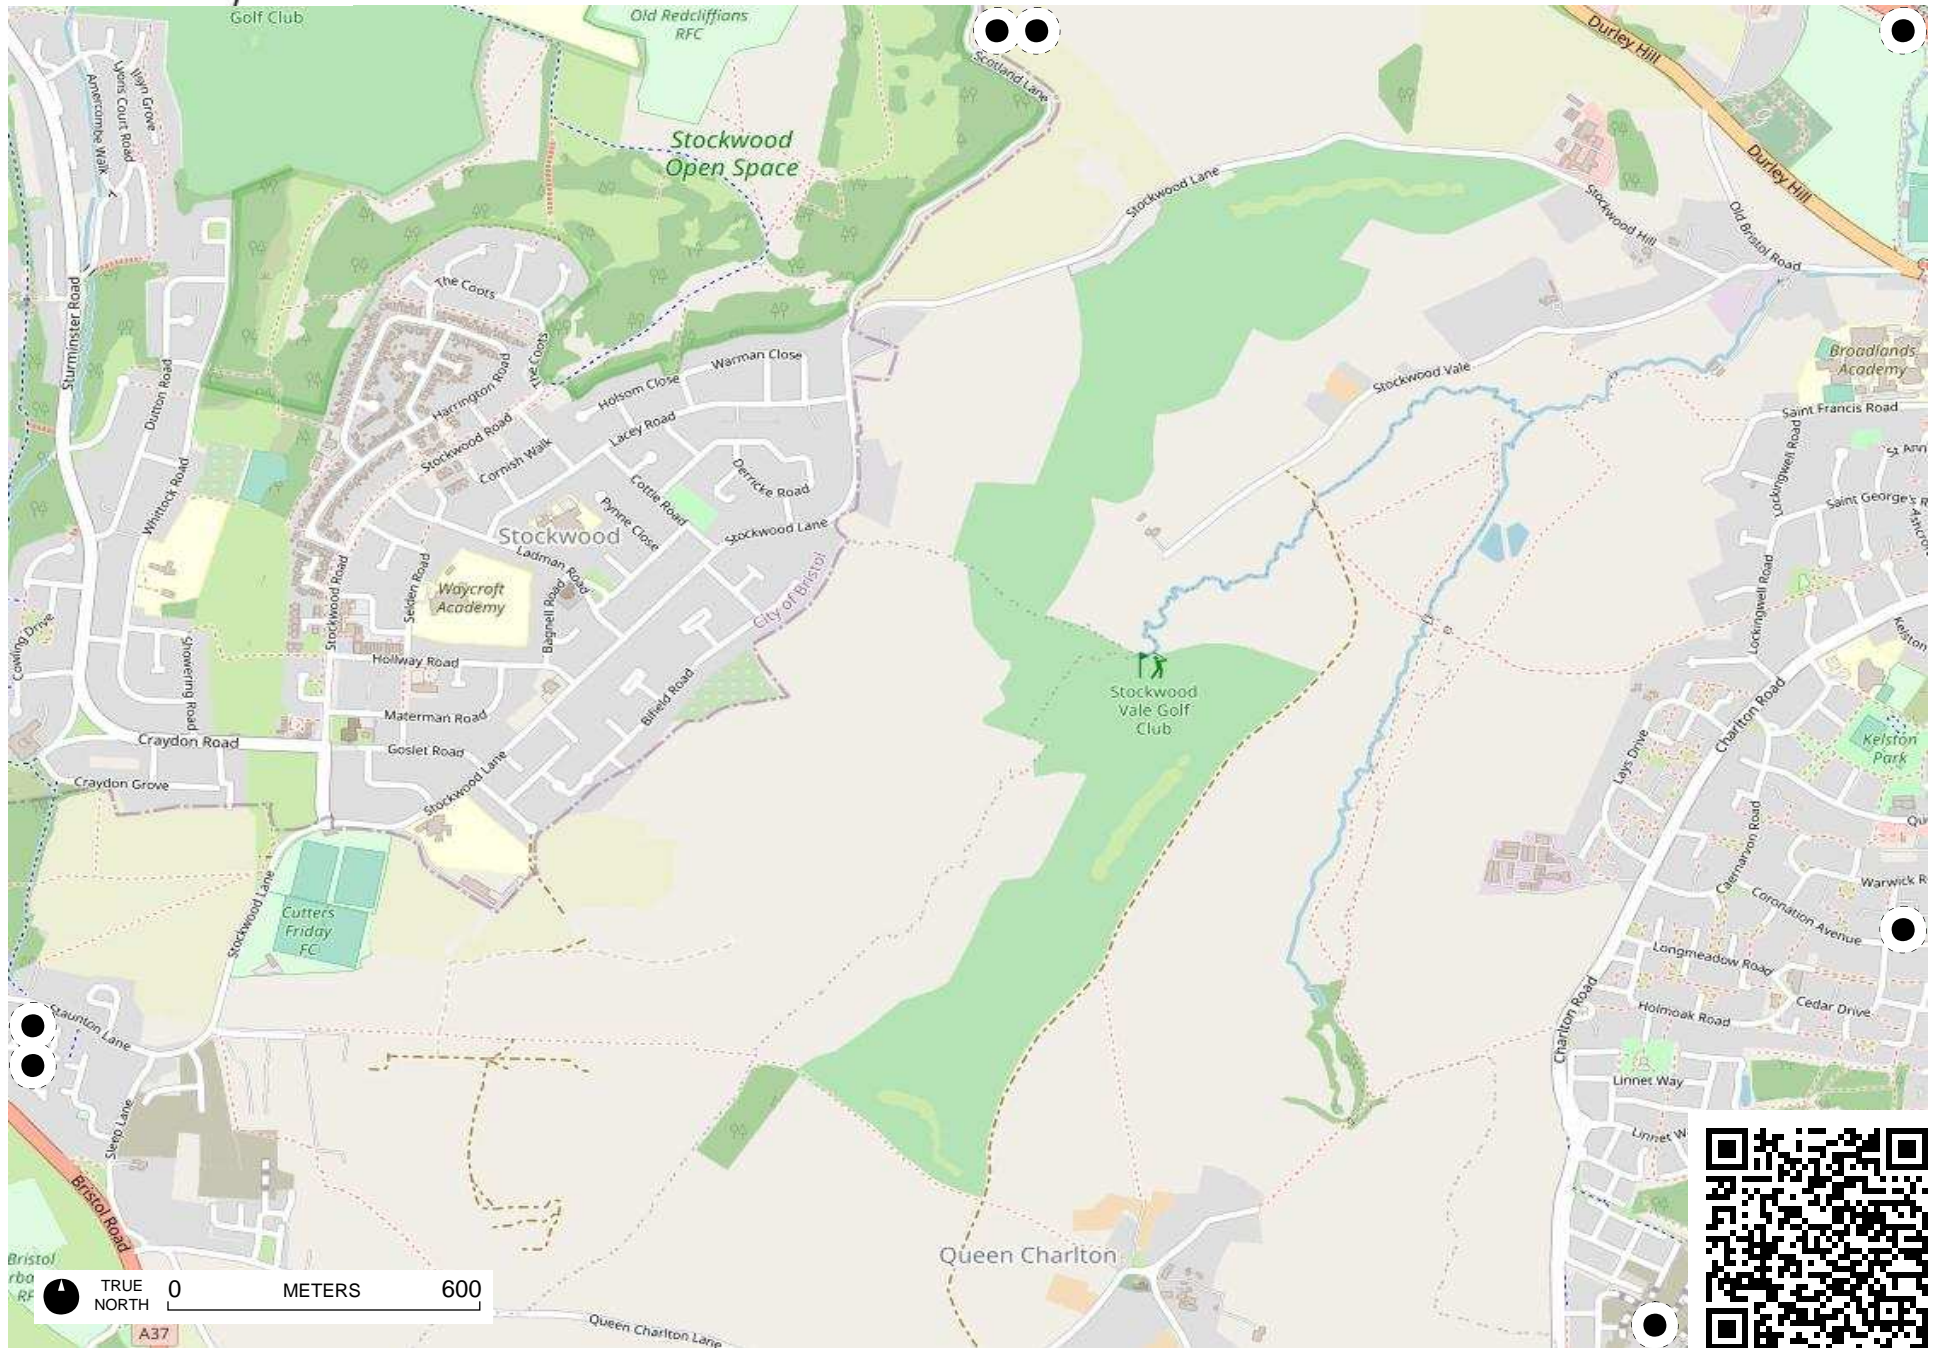 Golf Club
Old Redcliffians
RFC
Durley Hill
Scotland Lane
Ilsyn Grove
Lyons Court Road
Amercombe Walk
Stockwood
Open Space
Durley Hill
Stockwood Lane
Stockwood Hill
Old Bristol Road
Sturminster Road
The Coots
The Coots
Warman Close
Holsom Close
Harrington Road
Dutton Road
Lacey Road
Stockwood Road
Cornish Walk
Derricke Road
Cottle Road
Pynne Close
Stockwood Lane
Stockwood Vale
Broadlands
Academy
Saint Francis Road
Lockingwell Road
St Ann
Saint George's R
Ashcro
Whittock Road
Stockwood
Ladman Road
Selden Road
Waycroft
Academy
Bagnell Road
Stockwood Road
City of Bristol
Cowling Drive
Showering Road
Hollway Road
Materman Road
Bifield Road
Goslet Road
Craydon Road
Craydon Grove
Stockwood Lane
Stockwood
Vale Golf
Club
Lockingwell Road
Kelston
Charlton Road
Kelston
Park
Lays Drive
Qu
Caernarvon Road
Warwick R
Coronation Avenue
Longmeadow Road
Cedar Drive
Holmoak Road
Charlton Road
Linnet Way
Linnet W
Stockwood Lane
Cutters
Friday
FC
Staunton Lane
Sleep Lane
Bristol Road
Bristol
rbo
RF
Queen Charlton
Queen Charlton Lane
A37
TRUE
NORTH
0 METERS 600